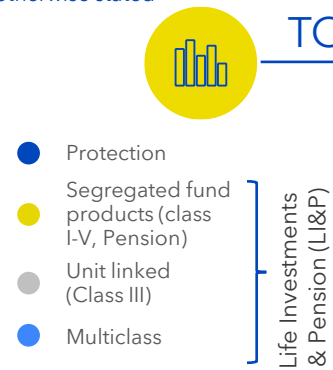 otherwise stated
TO
Protection
Segregated fund
products (class
I-V, Pension)
Unit linked
(Class III)
Multiclass
Life Investments
& Pension (LI&P)